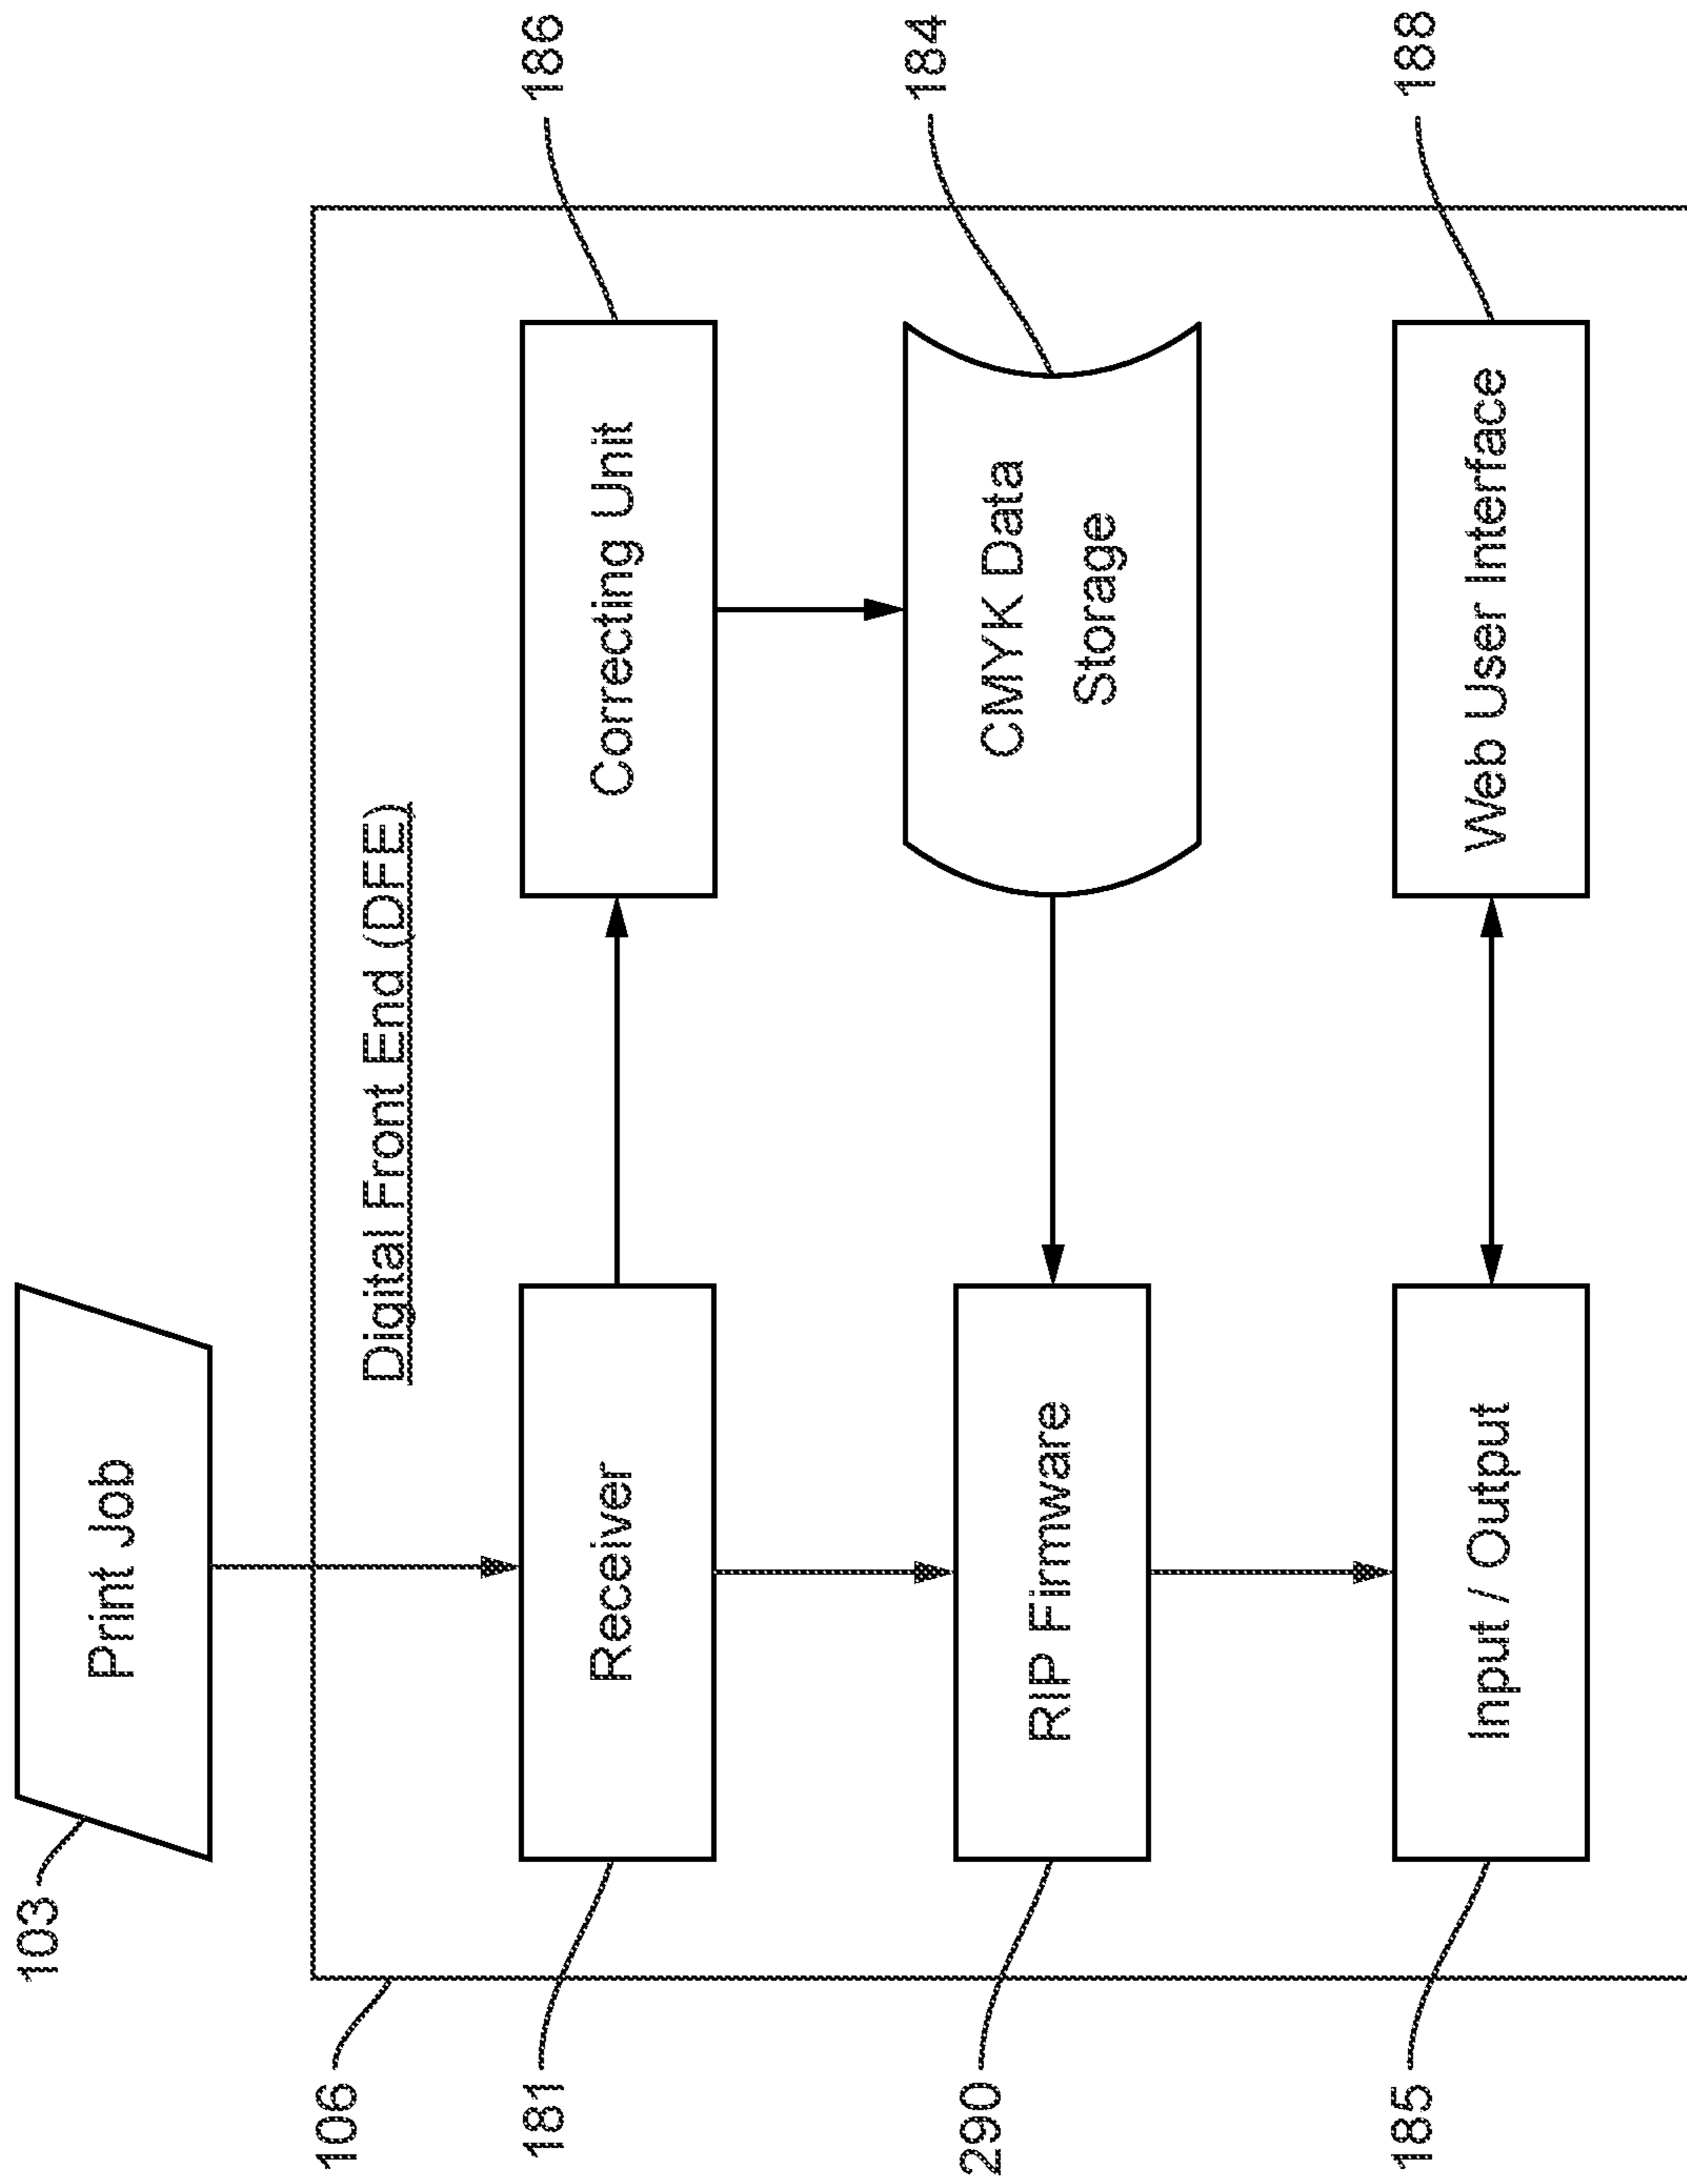 103
Print Job
106
Digital Front End (DFE)
181
186
Receiver
Correcting Unit
290
184
RIP Firmware
CMYK Data
Storage
185
188
Input / Output
Web User Interface